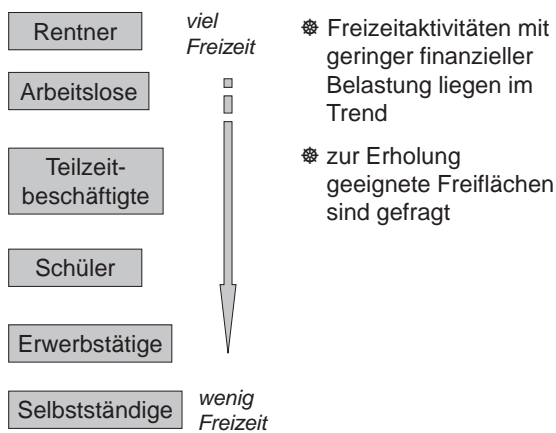 Rentner
viel
Freizeit
Arbeitslose
Teilzeit-
beschäftigte
Schüler
Erwerbstätige
Selbstständige
wenig
Freizeit
Freizeitaktivitäten mit
geringer finanzieller
Belastung liegen im
Trend
zur Erholung
geeignete Freiflächen
sind gefragt